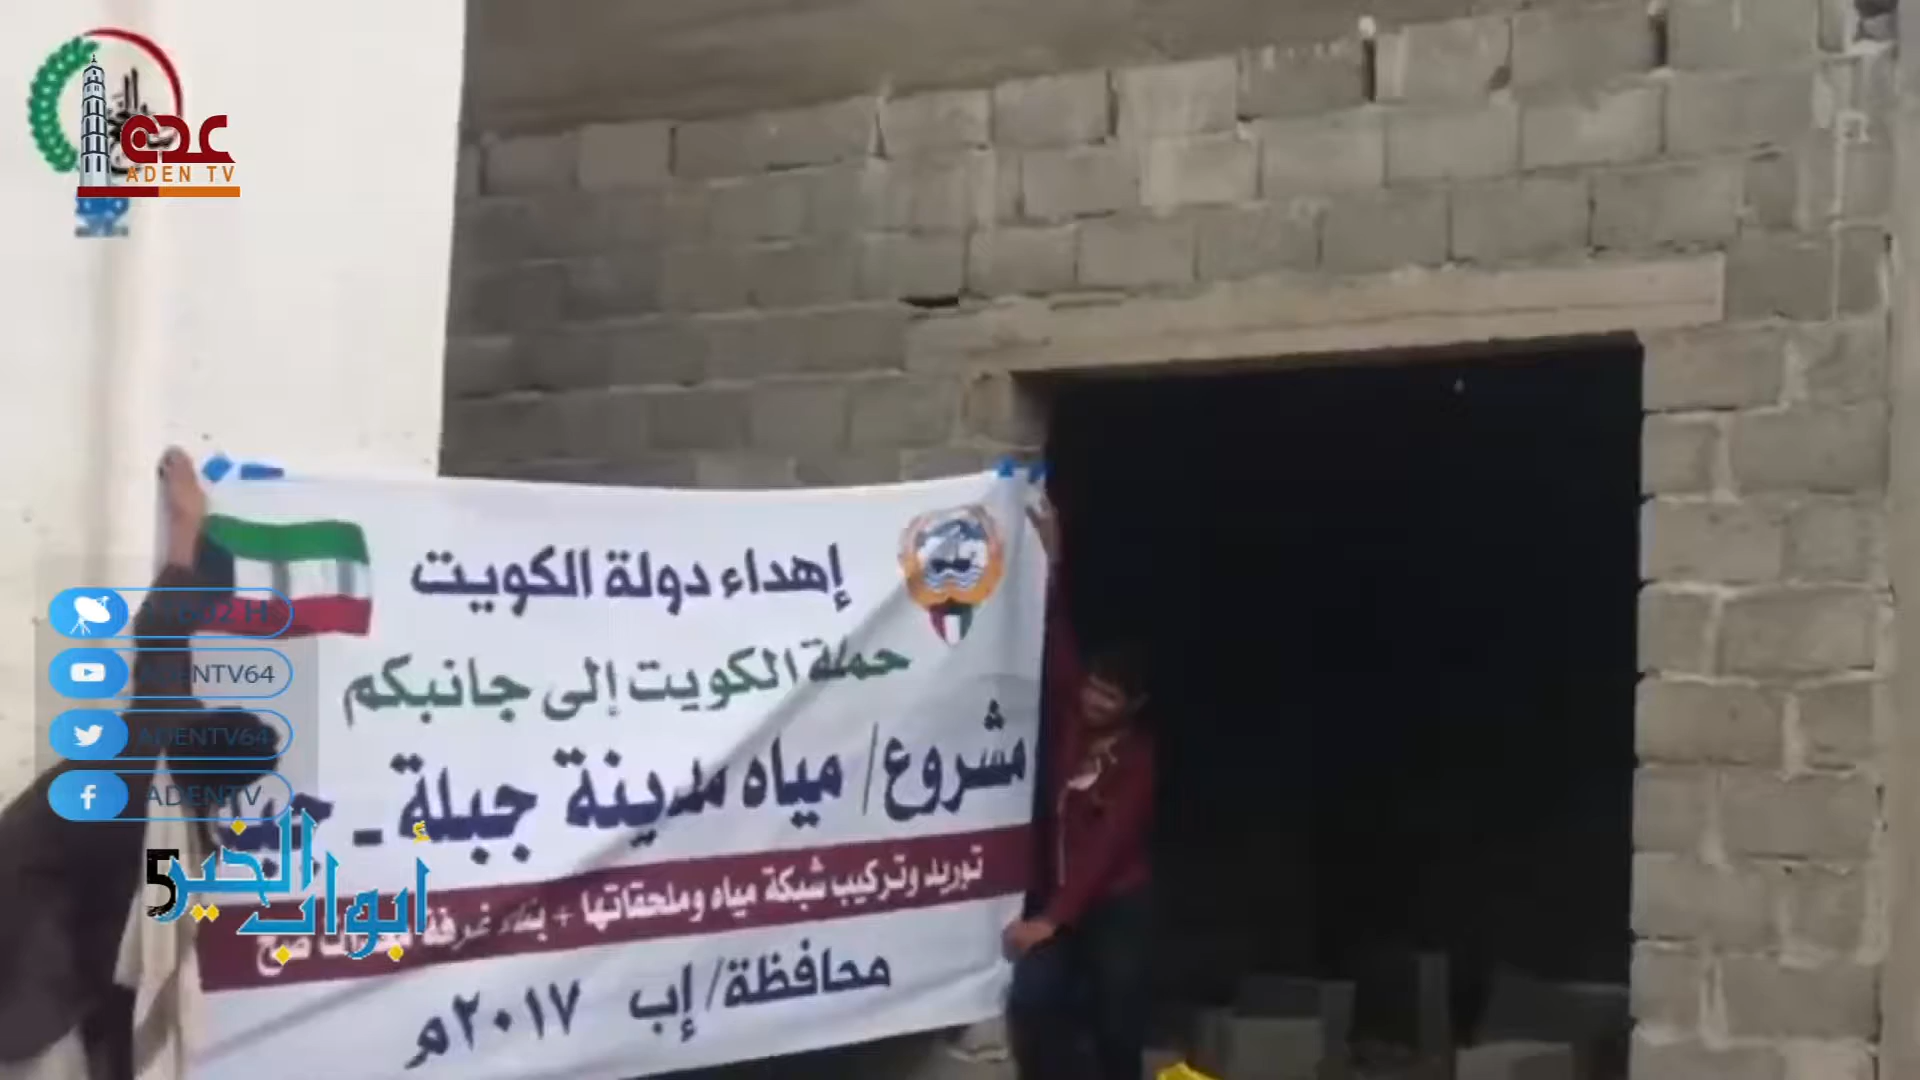 عدن
ADEN TV
إهداء دولة الكويت
حملة الكويت إلى جانبكم
مشروع/ مياه مدينة جبلة -
توريد وتركيب شبكة مياه وملحقاتها + بناء غرفة
محافظة/ إب ٢٠١٧م
ADENTV64
ADENTV64
ADENTV
أبواب الخير 5